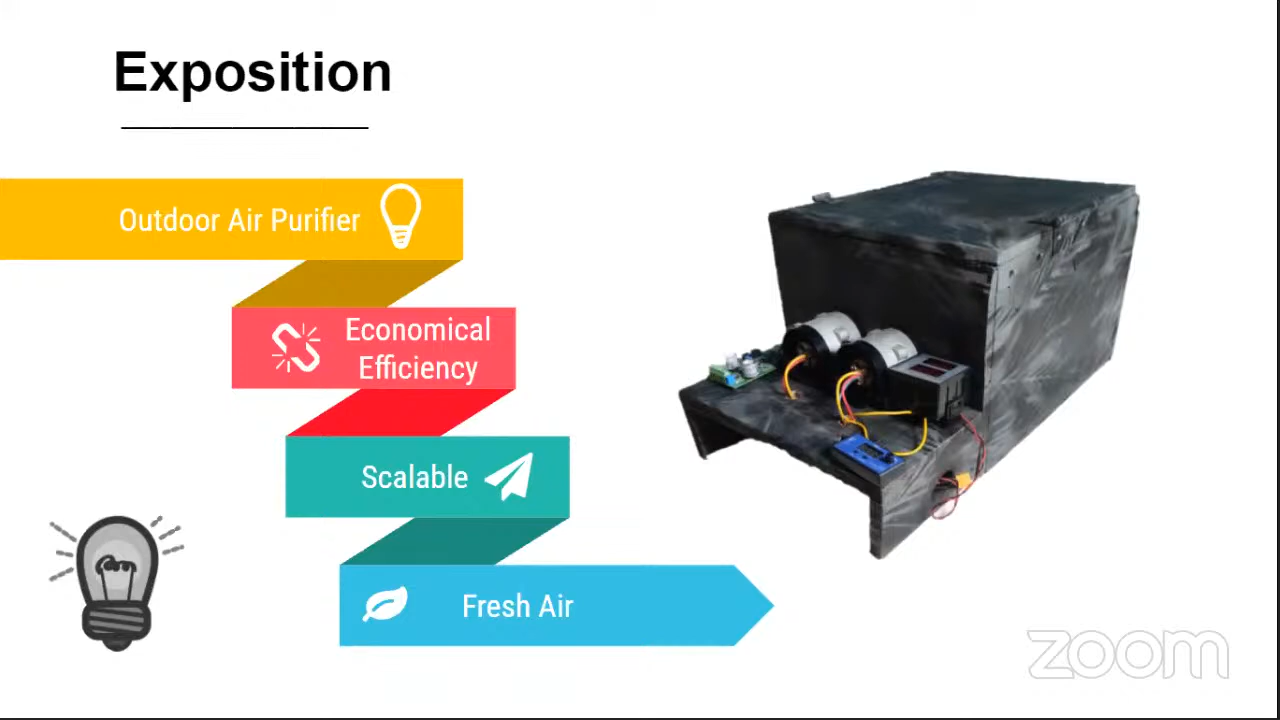 Exposition
Outdoor Air Purifier
Economical
Efficiency
Scalable
Fresh Air
zoom